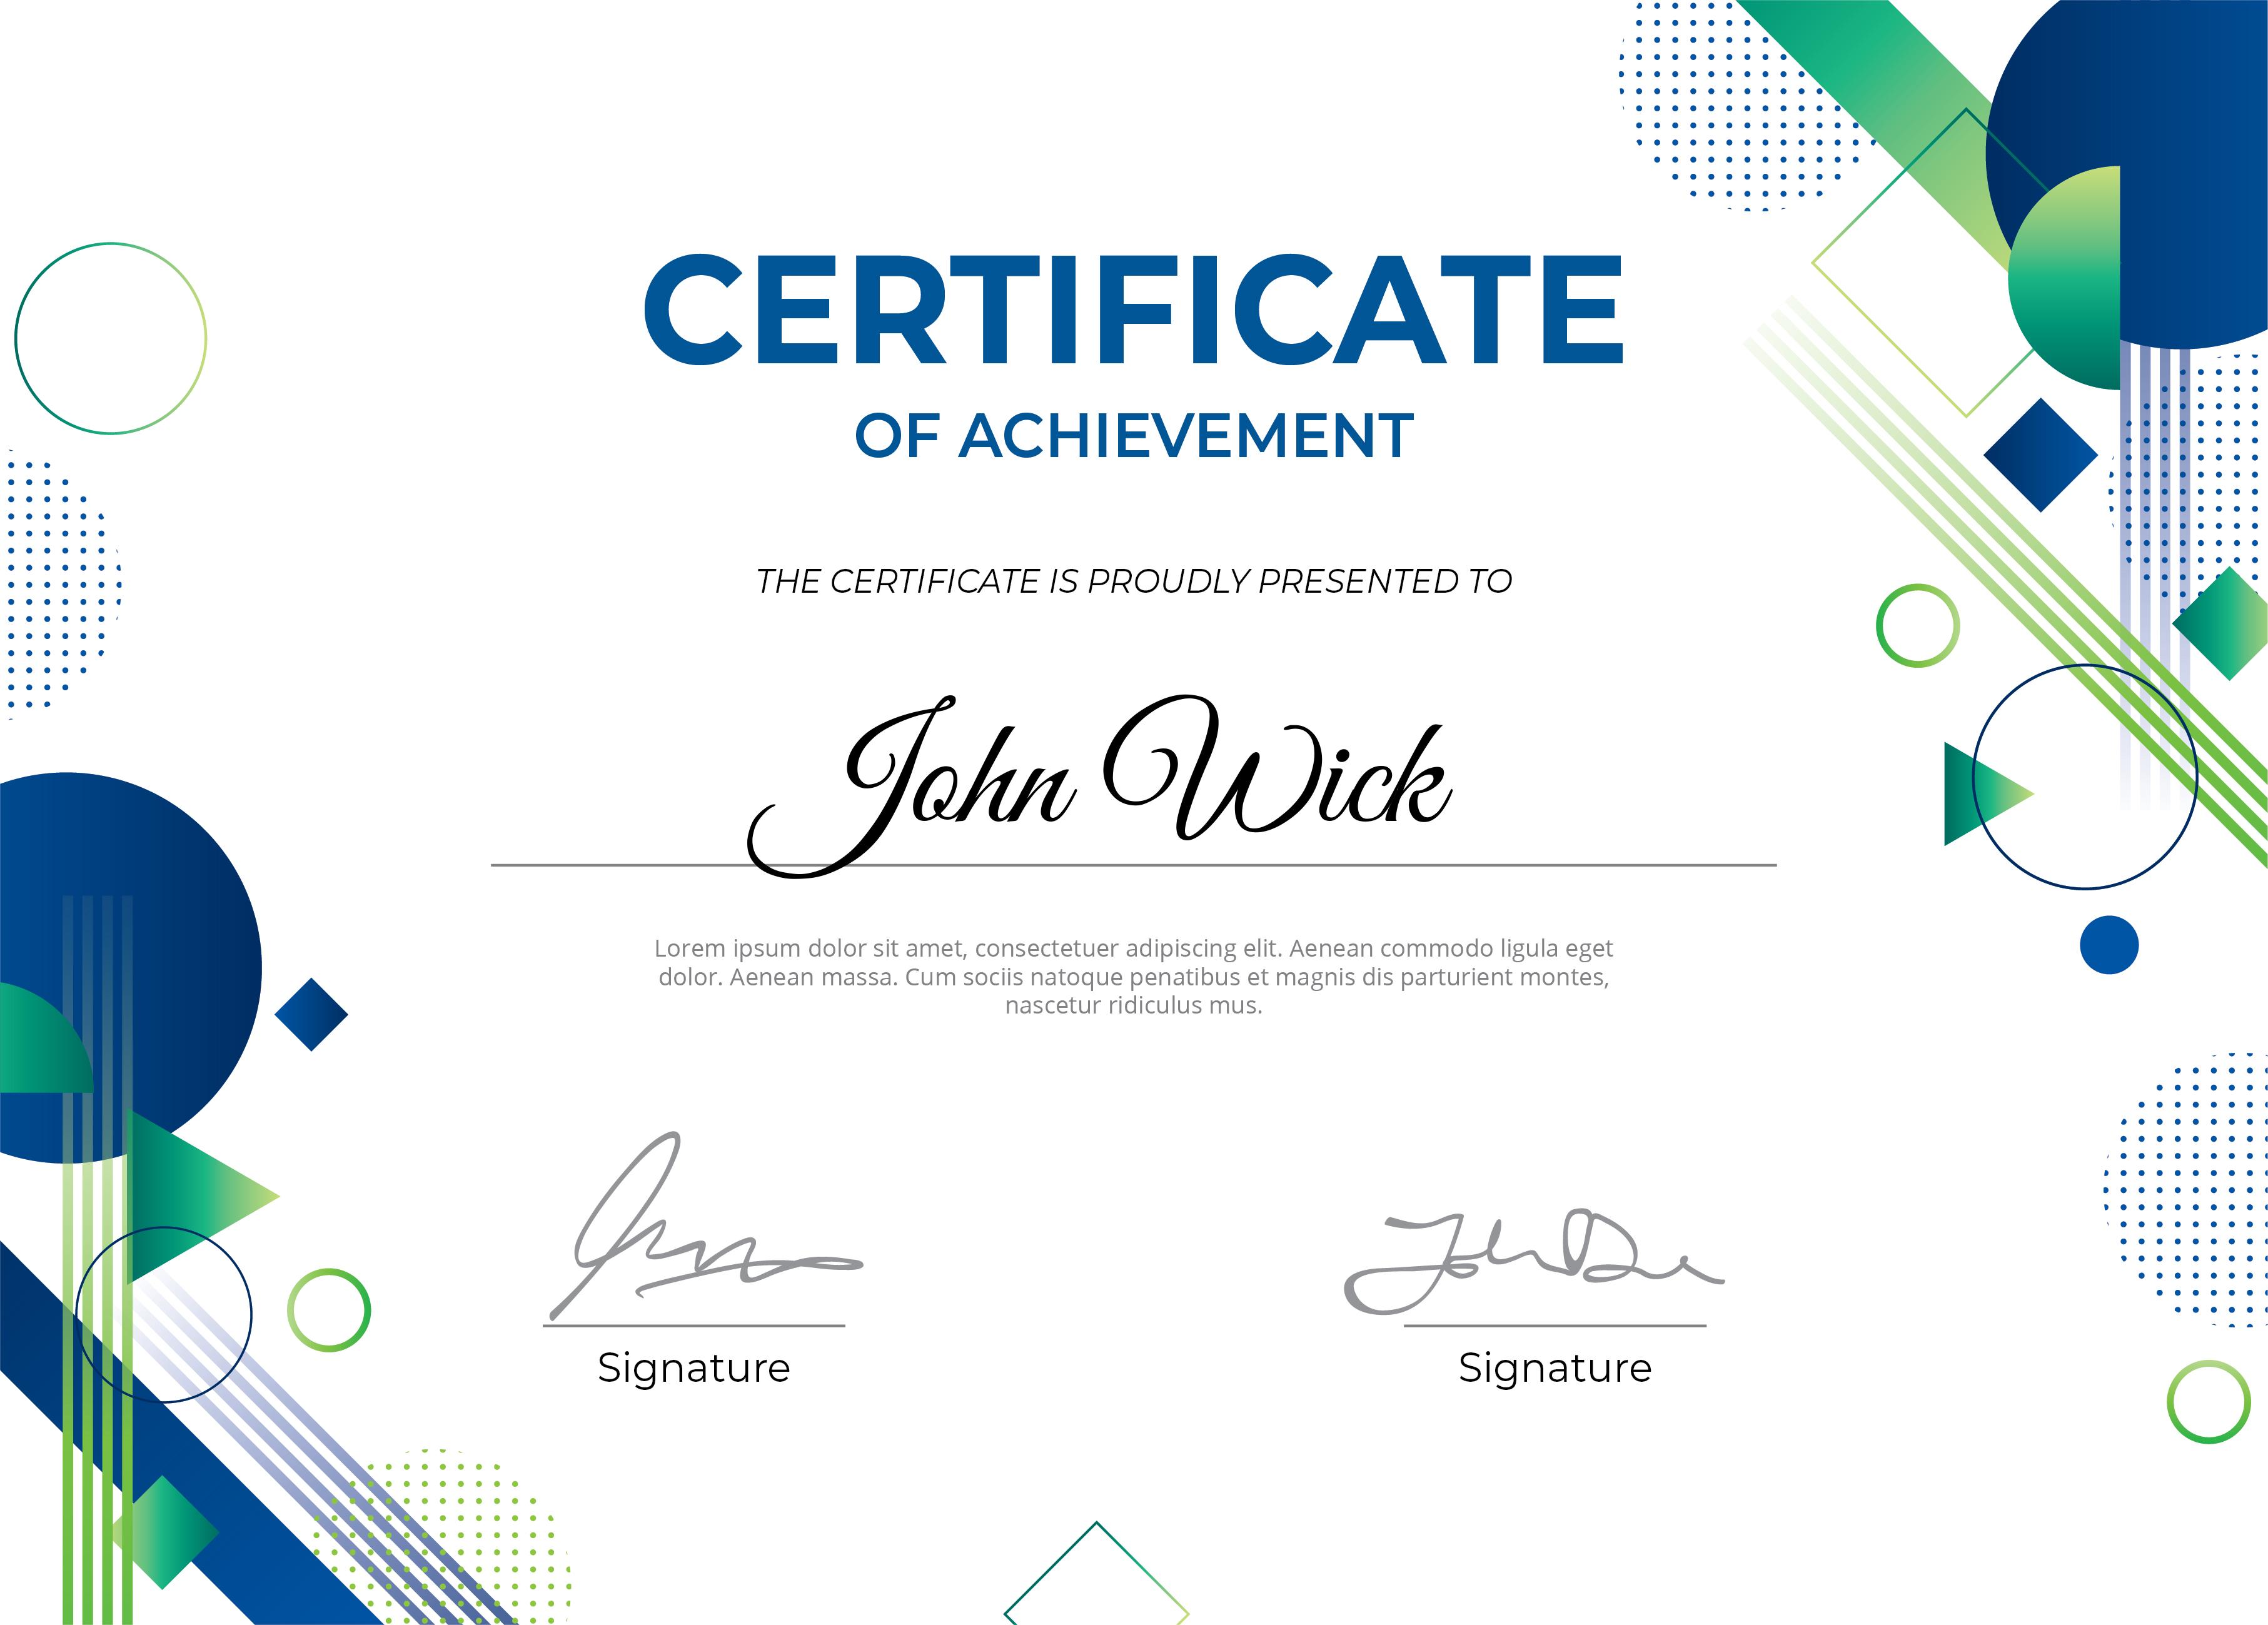 CERTIFICATE
OF ACHIEVEMENT
THE CERTIFICATE IS PROUDLY PRESENTED TO
John Wick
Lorem ipsum dolor sit amet, consectetuer adipiscing elit. Aenean commodo ligula eget
dolor. Aenean massa. Cum sociis natoque penatibus et magnis dis parturient montes,
nascetur ridiculus mus.
Signature Signature